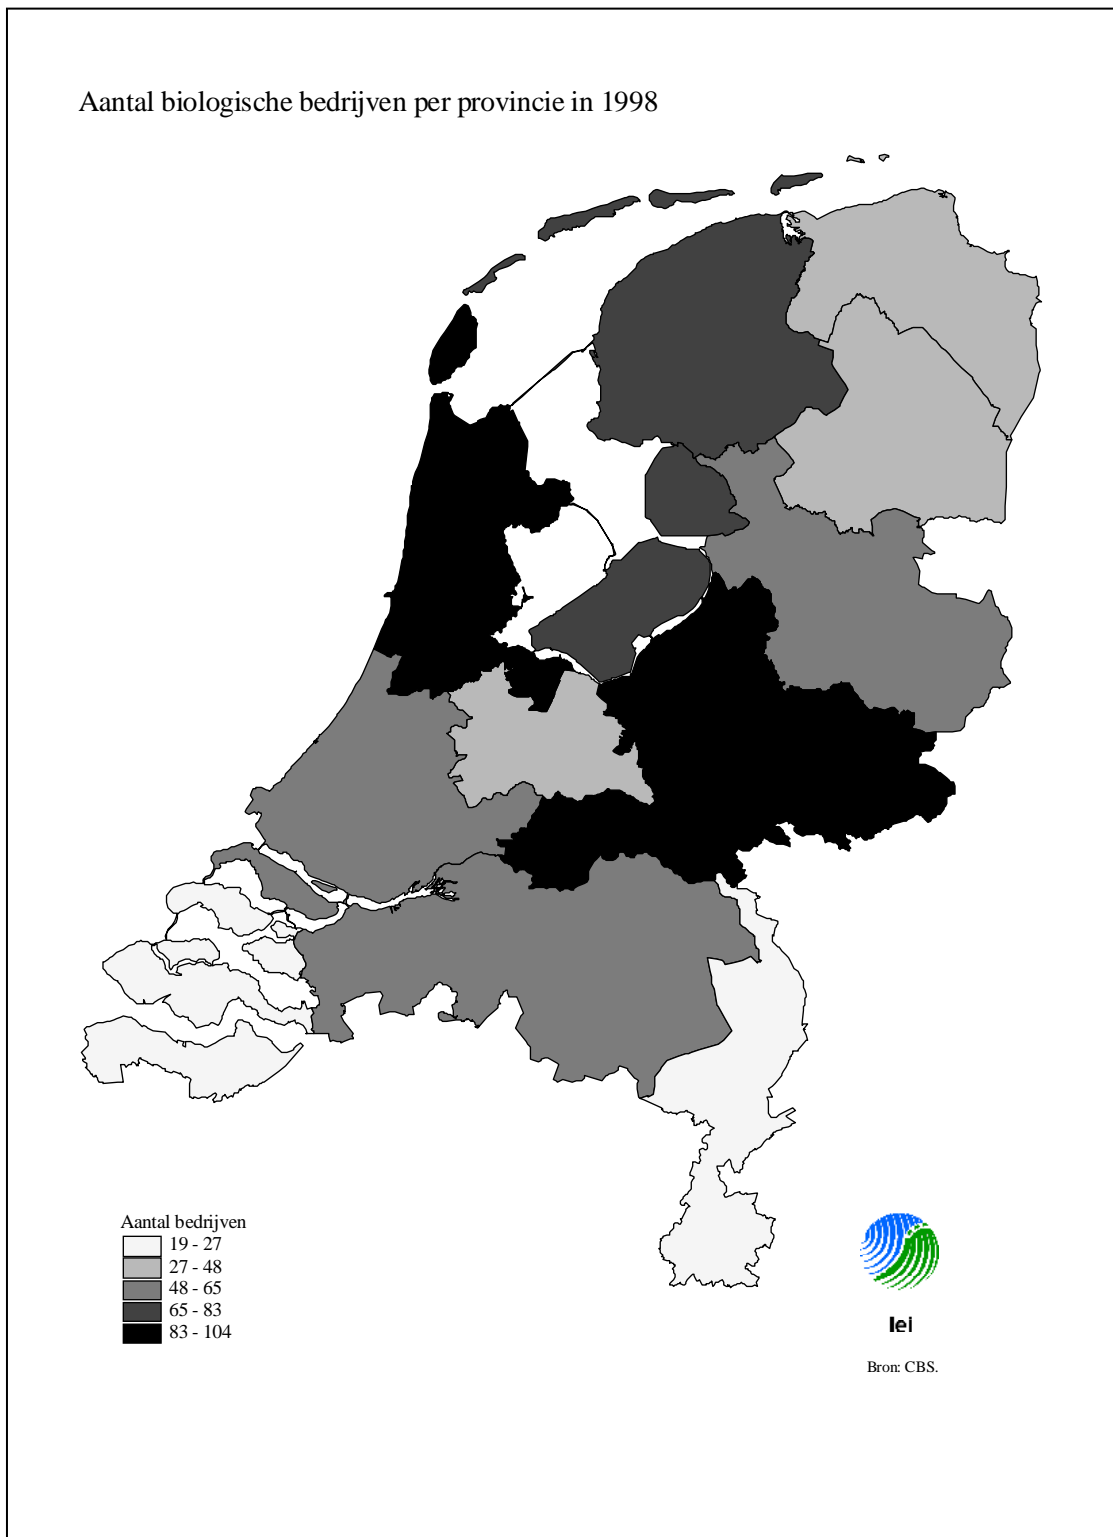 Aantal biologische bedrijven per provincie in 1998
Aantal bedrijven
19 - 27
27 - 48
48 - 65
65 - 83
83 - 104
lei
Bron: CBS.